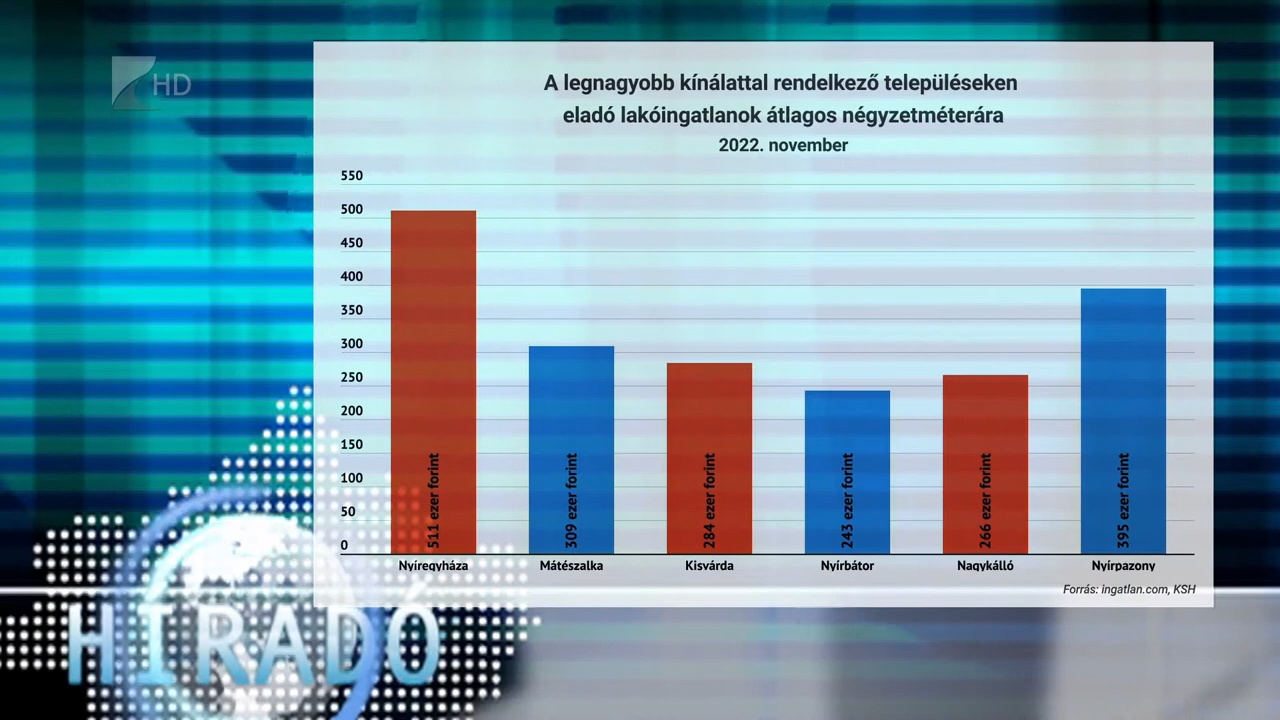 HD
A legnagyobb kínálattal rendelkező településeken
eladó lakóingatlanok átlagos négyzetméterára
2022. november
550
500
450
400
350
300
250
200
150
100
50
0
511 ezer forint
309 ezer forint
284 ezer forint
243 ezer forint
266 ezer forint
395 ezer forint
Nyíregyháza Mátészalka Kisvárda Nyírbátor Nagykálló Nyírpazony
Forrás: ingatlan.com, KSH
HÍRADÓ